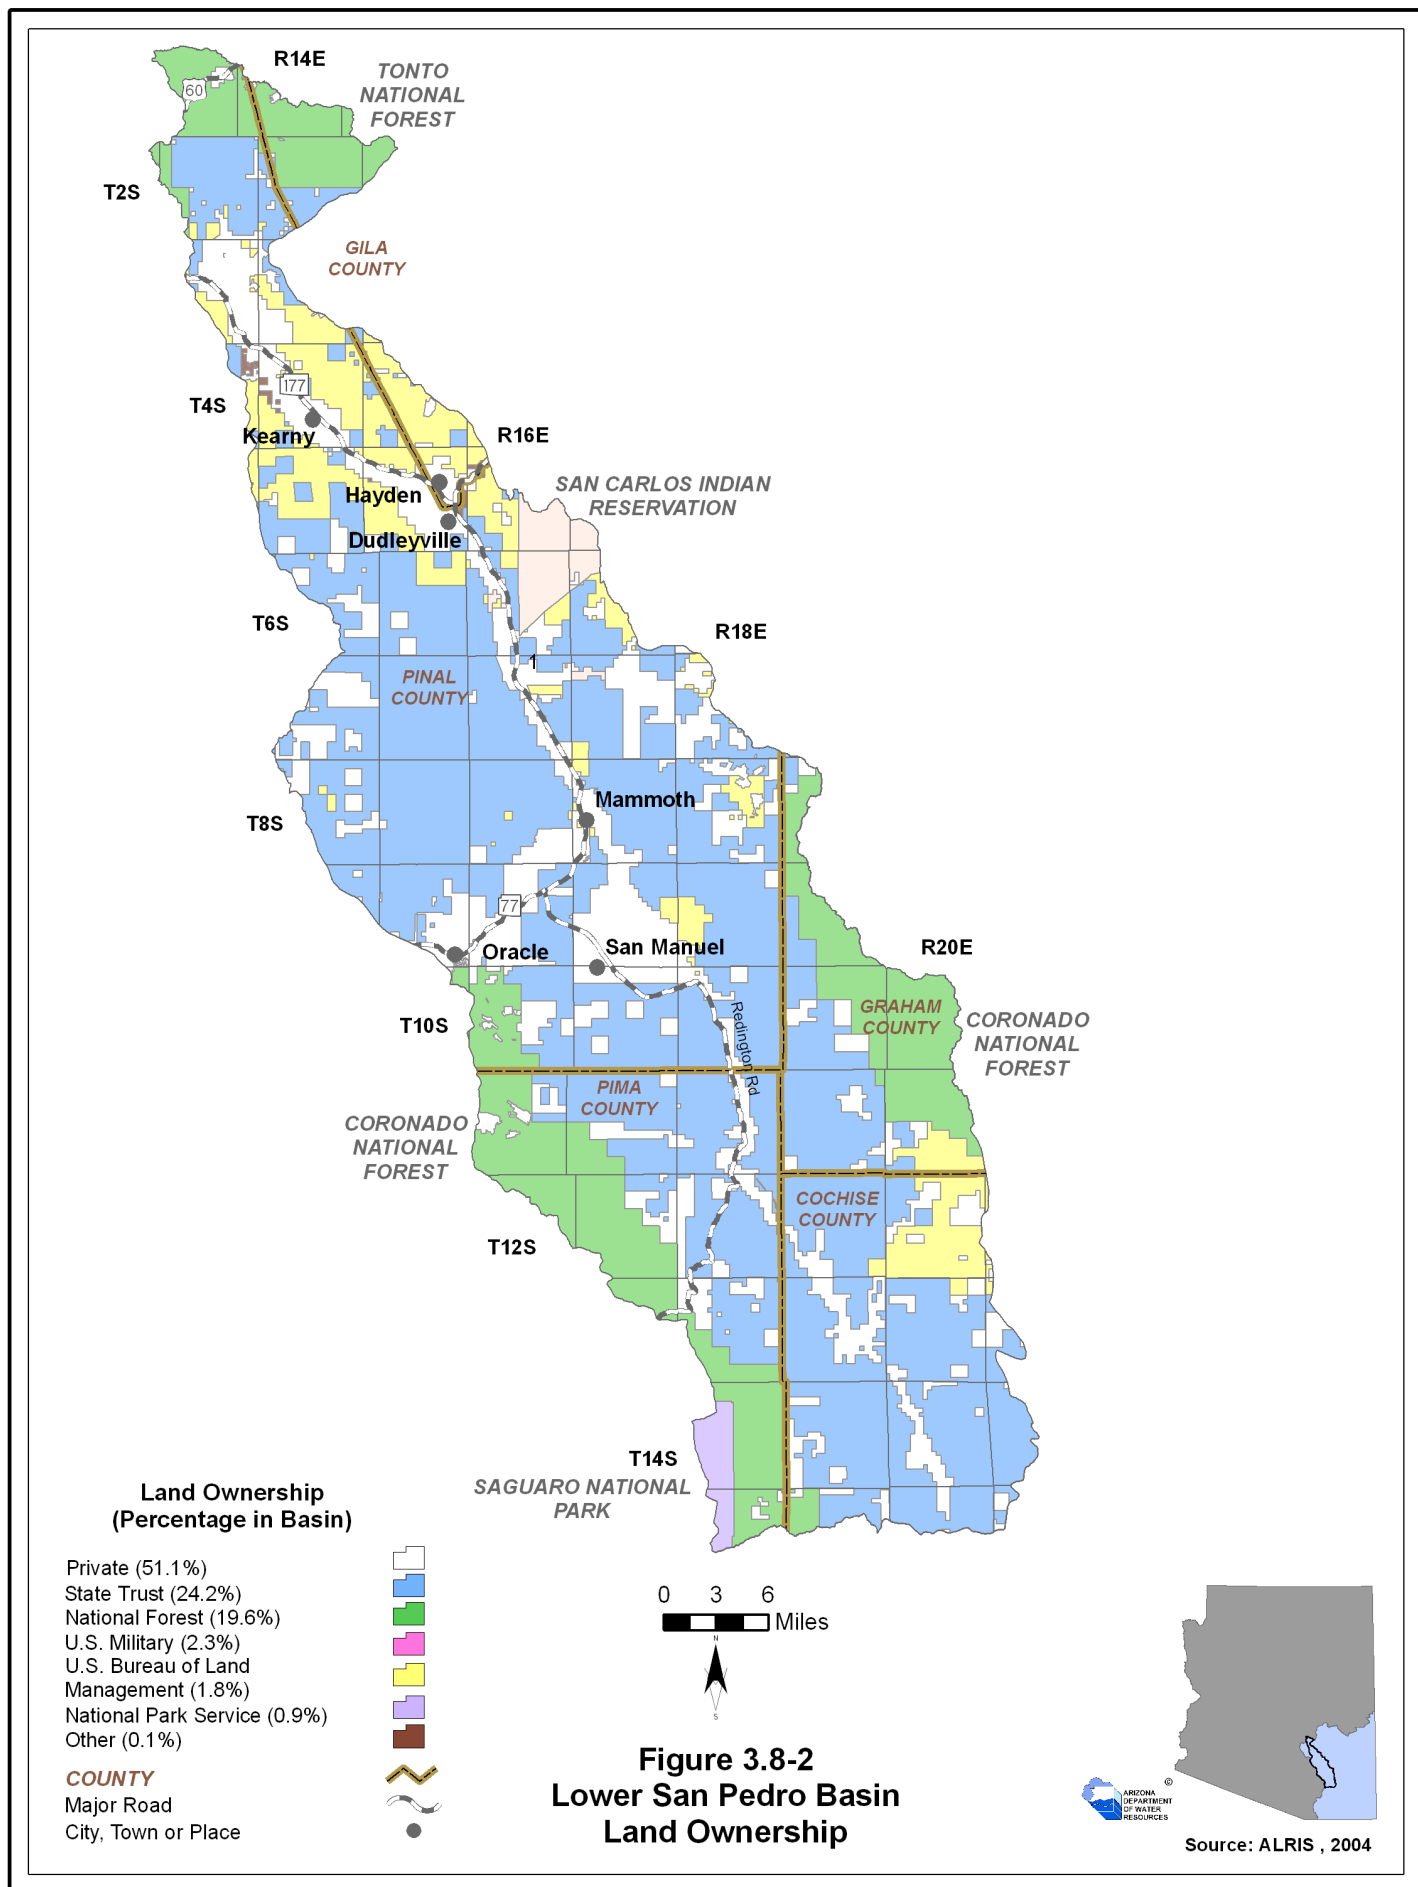 R14E
TONTO
NATIONAL
FOREST
60
T2S
GILA
COUNTY
177
T4S
Kearny
R16E
Hayden
SAN CARLOS INDIAN
RESERVATION
Dudleyville
T6S
R18E
1
PINAL
COUNTY
Mammoth
T8S
77
Oracle
San Manuel
R20E
Redington Rd
GRAHAM
COUNTY
T10S
CORONADO
NATIONAL
FOREST
PIMA
COUNTY
CORONADO
NATIONAL
FOREST
COCHISE
COUNTY
T12S
T14S
SAGUARO NATIONAL
PARK
Land Ownership
(Percentage in Basin)
Private (51.1%)
State Trust (24.2%)
National Forest (19.6%)
U.S. Military (2.3%)
U.S. Bureau of Land
Management (1.8%)
National Park Service (0.9%)
Other (0.1%)
COUNTY
Major Road
City, Town or Place
0 3 6
Miles
N
S
Figure 3.8-2
Lower San Pedro Basin
Land Ownership
©
ARIZONA
DEPARTMENT
OF WATER
RESOURCES
Source: ALRIS , 2004